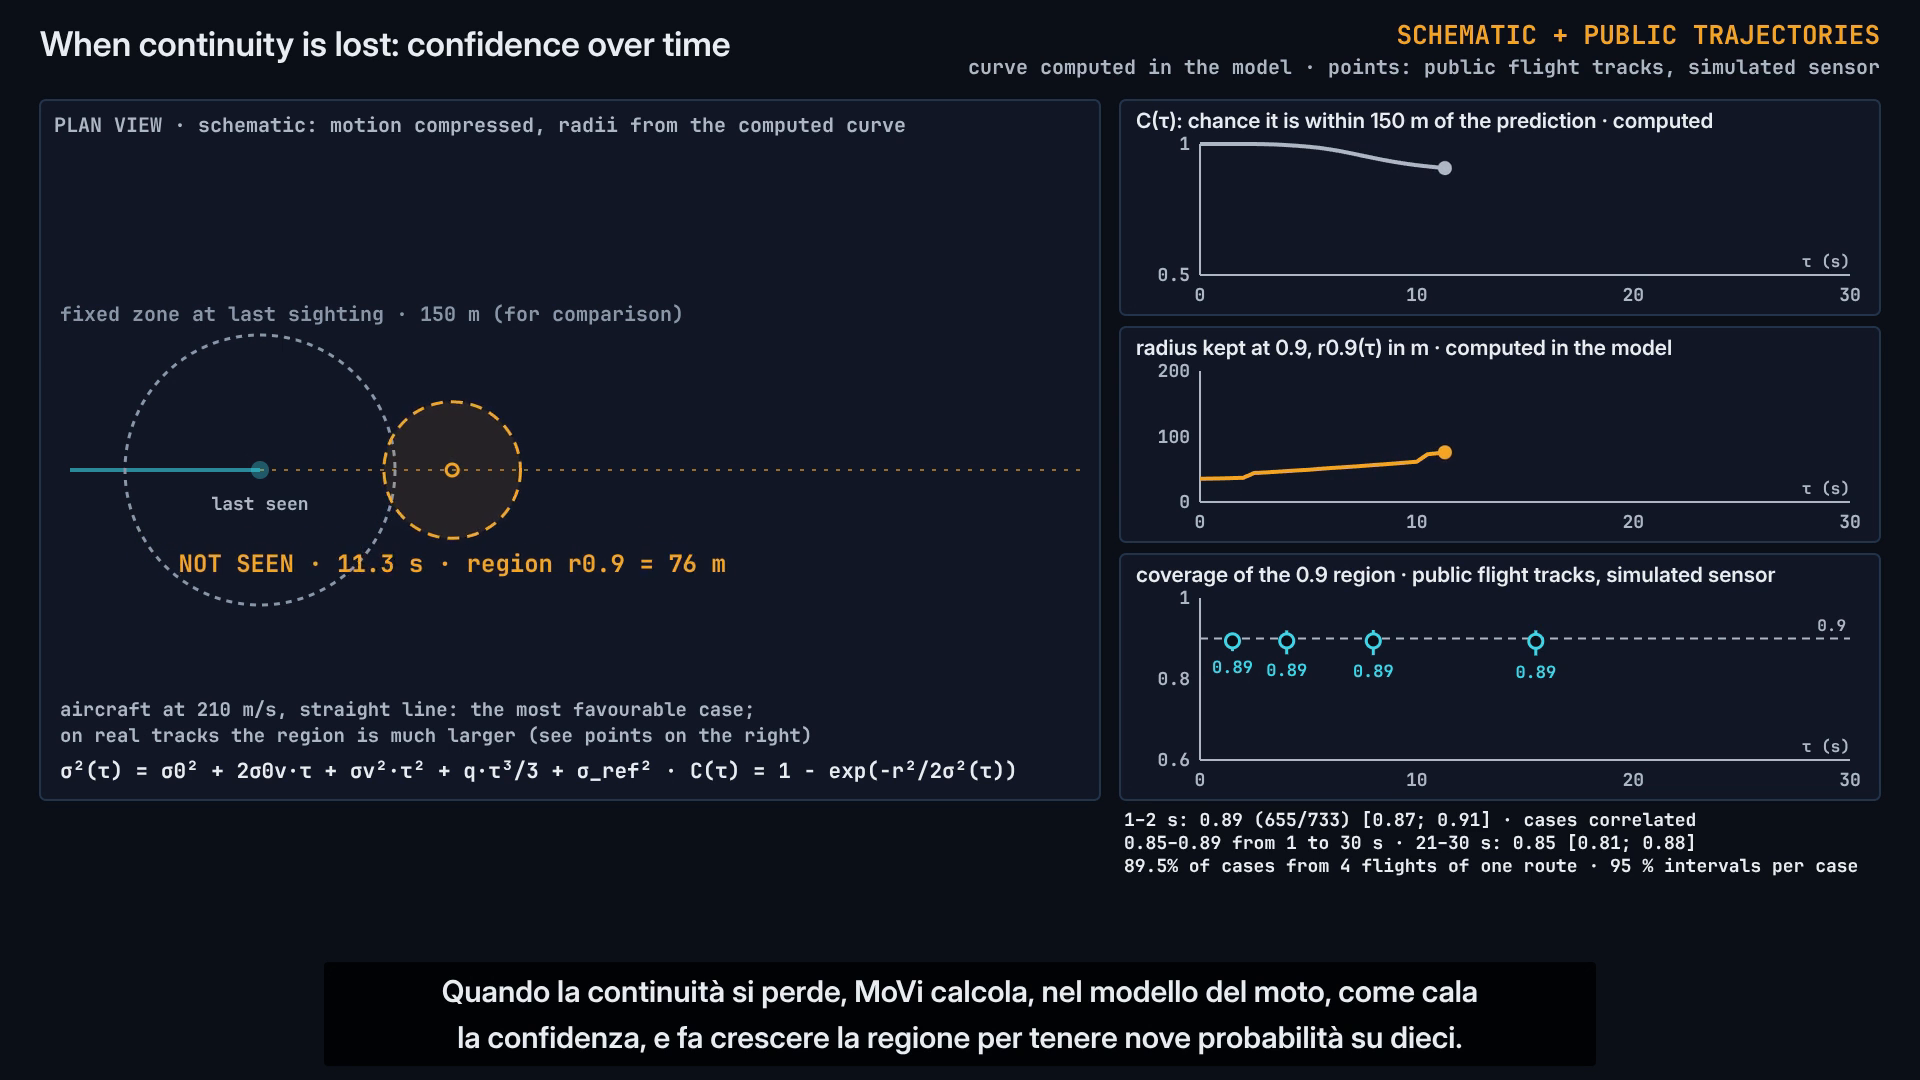 When continuity is lost: confidence over time
SCHEMATIC + PUBLIC TRAJECTORIES
curve computed in the model · points: public flight tracks, simulated sensor
PLAN VIEW · schematic: motion compressed, radii from the computed curve
fixed zone at last sighting · 150 m (for comparison)
last seen
NOT SEEN · 11.3 s · region r0.9 = 76 m
aircraft at 210 m/s, straight line: the most favourable case;
on real tracks the region is much larger (see points on the right)
σ²(τ) = σ0² + 2σ0v·τ + σv²·τ² + q·τ³/3 + σ_ref² · C(τ) = 1 - exp(-r²/2σ²(τ))
C(τ): chance it is within 150 m of the prediction · computed
1
0.5
τ (s)
0 10 20 30
radius kept at 0.9, r0.9(τ) in m · computed in the model
200
100
0
τ (s)
0 10 20 30
coverage of the 0.9 region · public flight tracks, simulated sensor
1
0.9
0.89 0.89 0.89 0.89
0.8
τ (s)
0.6
0 10 20 30
1–2 s: 0.89 (655/733) [0.87; 0.91] · cases correlated
0.85–0.89 from 1 to 30 s · 21–30 s: 0.85 [0.81; 0.88]
89.5% of cases from 4 flights of one route · 95 % intervals per case
Quando la continuità si perde, MoVi calcola, nel modello del moto, come cala
la confidenza, e fa crescere la regione per tenere nove probabilità su dieci.